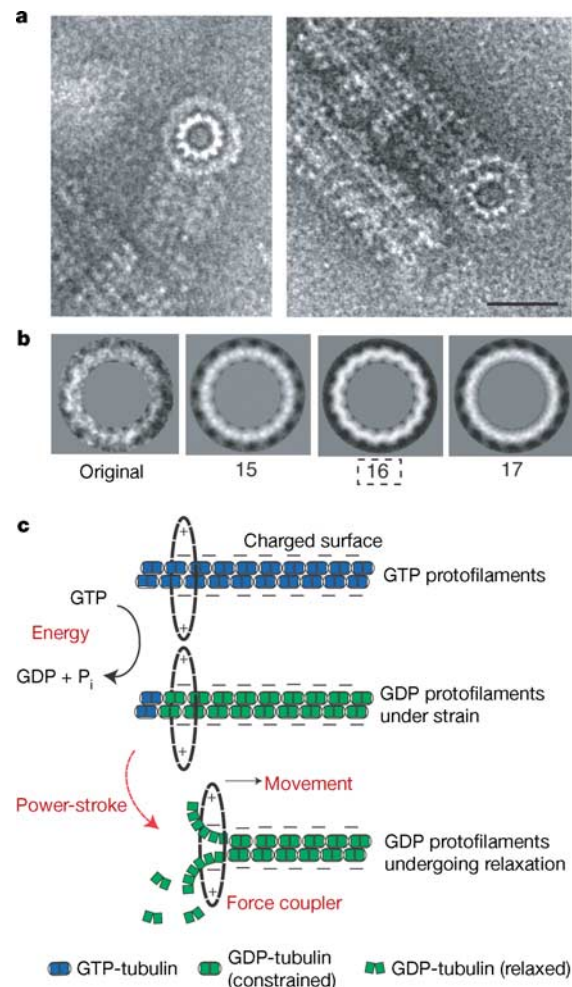 a
b
Original
15
16
17
c
Charged surface
GTP protofilaments
GTP
Energy
GDP + Pi
GDP protofilaments
under strain
Power-stroke
Movement
GDP protofilaments
undergoing relaxation
Force coupler
GTP-tubulin
GDP-tubulin
(constrained)
GDP-tubulin (relaxed)